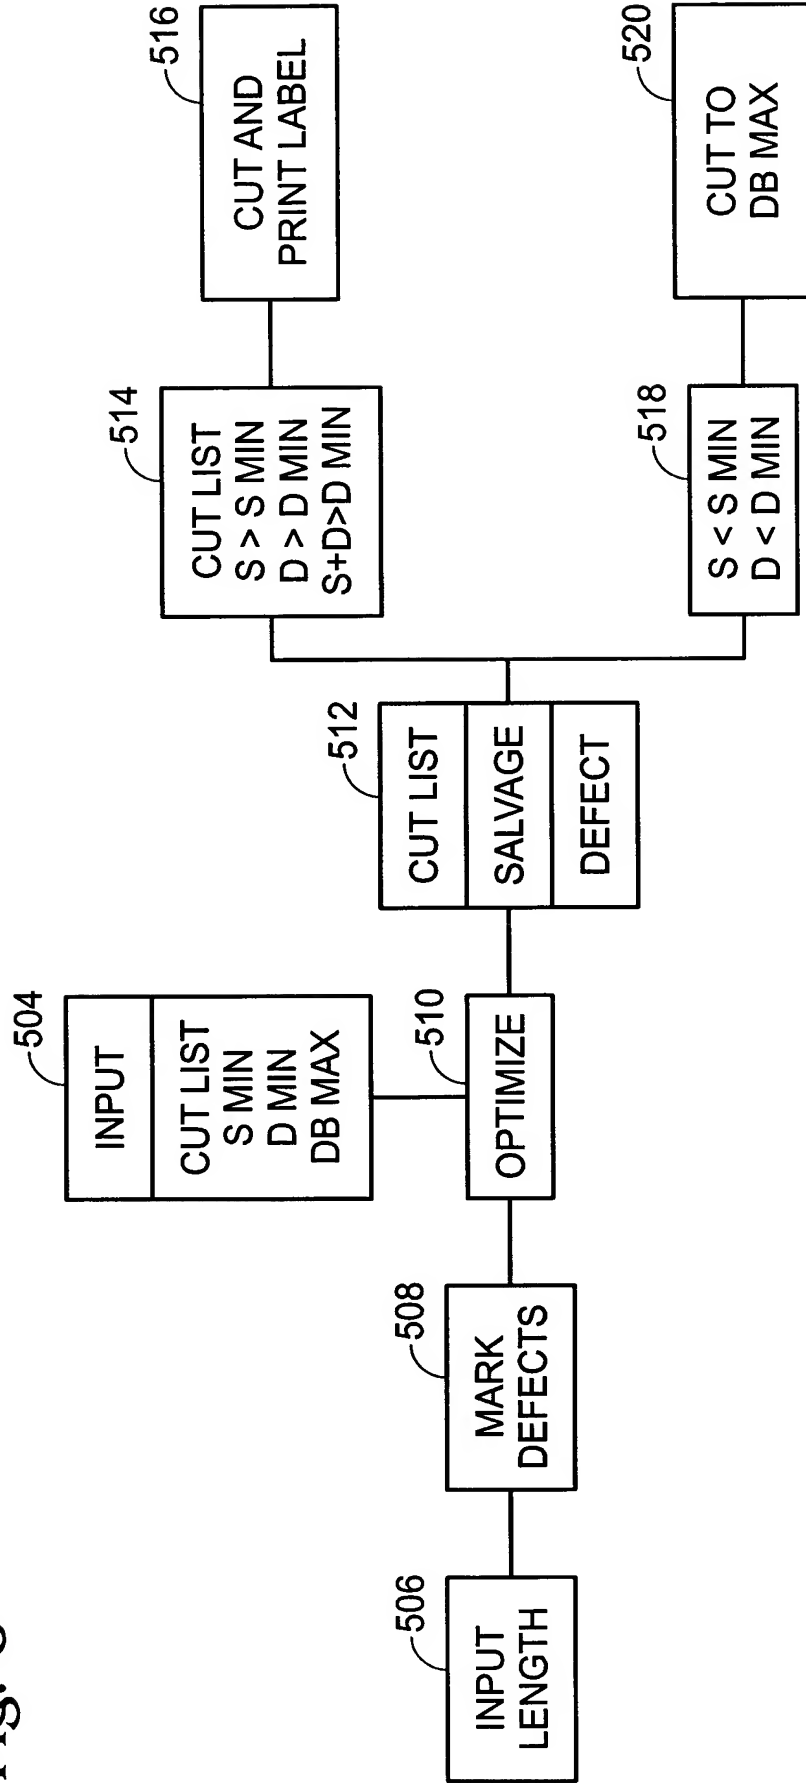 Fig.
504
INPUT
CUT LIST
S MIN
D MIN
DB MAX
506
INPUT
LENGTH
508
MARK
DEFECTS
510
OPTIMIZE
512
CUT LIST
SALVAGE
DEFECT
514
CUT LIST
S > S MIN
D > D MIN
S+D>D MIN
516
CUT AND
PRINT LABEL
518
S < S MIN
D < D MIN
520
CUT TO
DB MAX